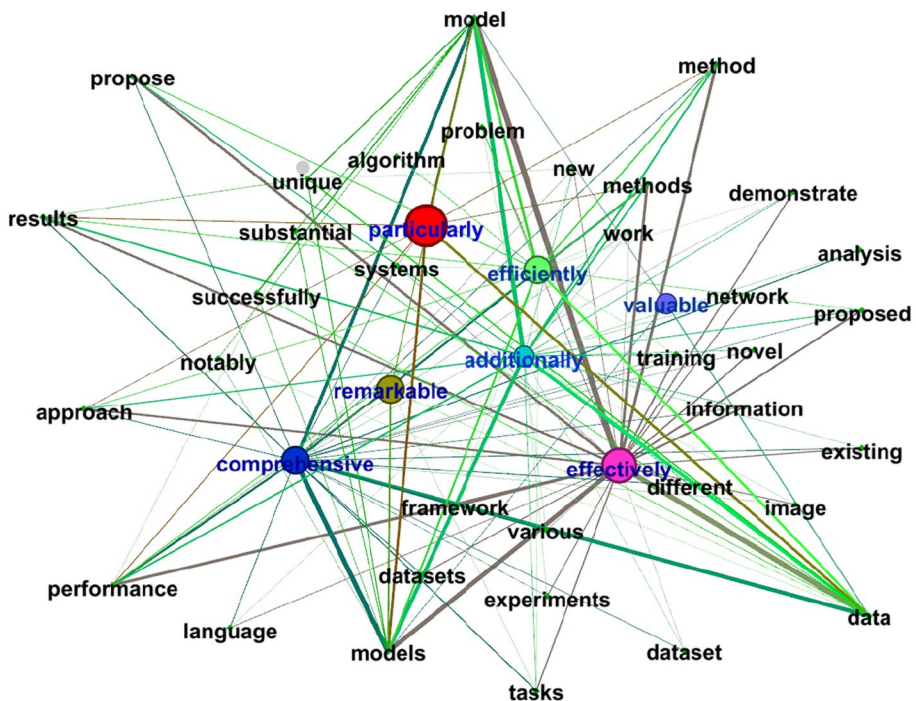 model
method
propose
problem
algorithm
new
unique
methods
demonstrate
results
substantial
particularly
work
analysis
systems
efficiently
successfully
valuable
network
proposed
notably
additionally
training
novel
remarkable
approach
information
comprehensive
effectively
existing
different
framework
image
various
datasets
performance
experiments
data
language
models
dataset
tasks